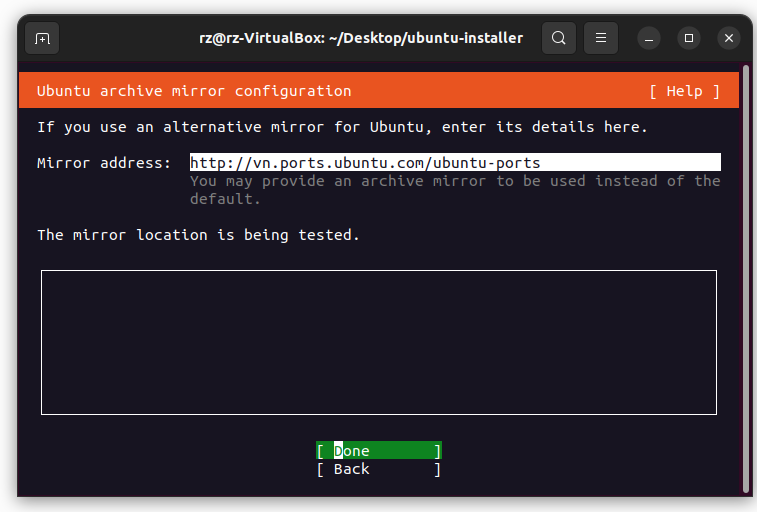 rz@rz-VirtualBox: ~/Desktop/ubuntu-installer
Ubuntu archive mirror configuration [ Help ]
If you use an alternative mirror for Ubuntu, enter its details here.
Mirror address: http://vn.ports.ubuntu.com/ubuntu-ports
You may provide an archive mirror to be used instead of the
default.
The mirror location is being tested.
[ Done ]
[ Back ]